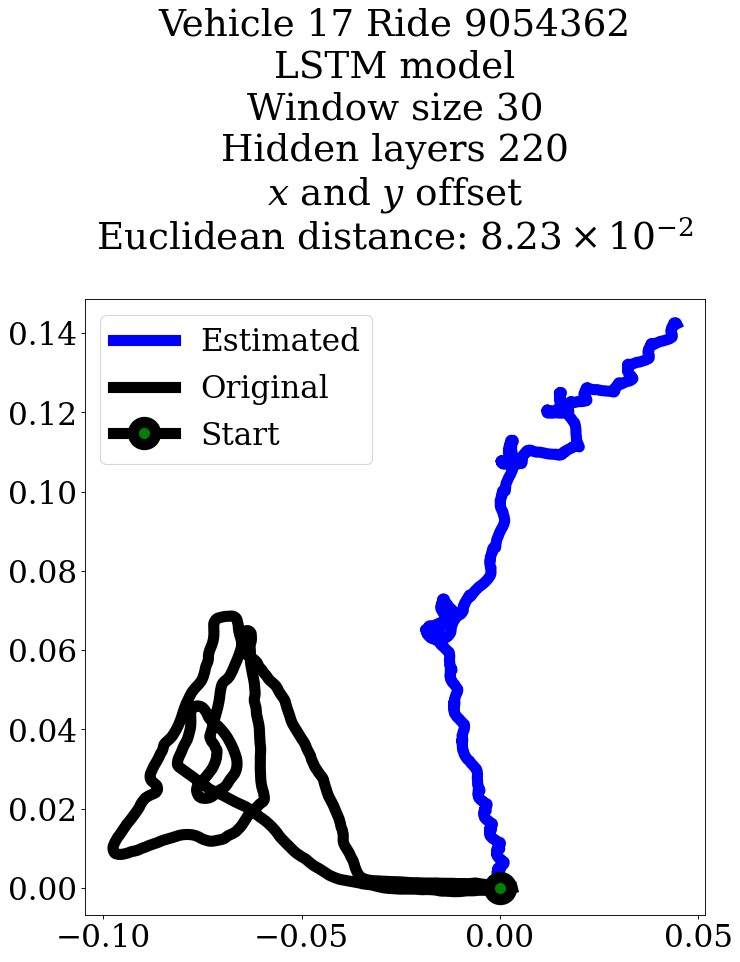 Vehicle 17 Ride 9054362
LSTM model
Window size 30
Hidden layers 220
x and y offset
Euclidean distance: 8.23 × 10⁻²
Estimated
Original
Start
0.14
0.12
0.10
0.08
0.06
0.04
0.02
0.00
−0.10 −0.05 0.00 0.05